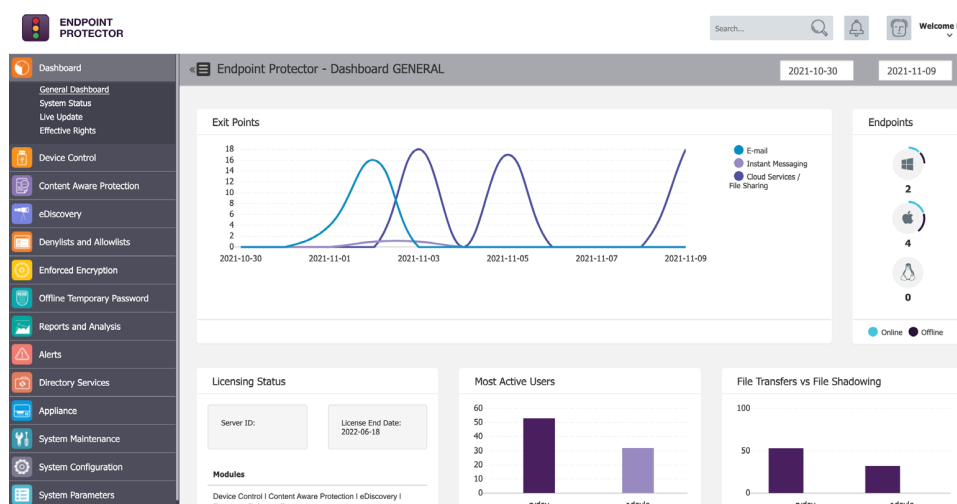 ENDPOINT
PROTECTOR
Search...
Welcome
Dashboard
General Dashboard
System Status
Live Update
Effective Rights
Device Control
Content Aware Protection
eDiscovery
Denylists and Allowlists
Enforced Encryption
Offline Temporary Password
Reports and Analysis
Alerts
Directory Services
Appliance
System Maintenance
System Configuration
System Parameters
Endpoint Protector - Dashboard GENERAL
2021-10-30
2021-11-09
Exit Points
18
16
14
12
10
8
6
4
2
0
2021-10-30
2021-11-01
2021-11-03
2021-11-05
2021-11-07
2021-11-09
E-mail
Instant Messaging
Cloud Services /
File Sharing
Endpoints
2
4
0
Online
Offline
Licensing Status
Server ID:
License End Date:
2022-06-18
Modules
Device Control | Content Aware Protection | eDiscovery |
Most Active Users
60
50
40
30
20
10
0
File Transfers vs File Shadowing
100
50
0